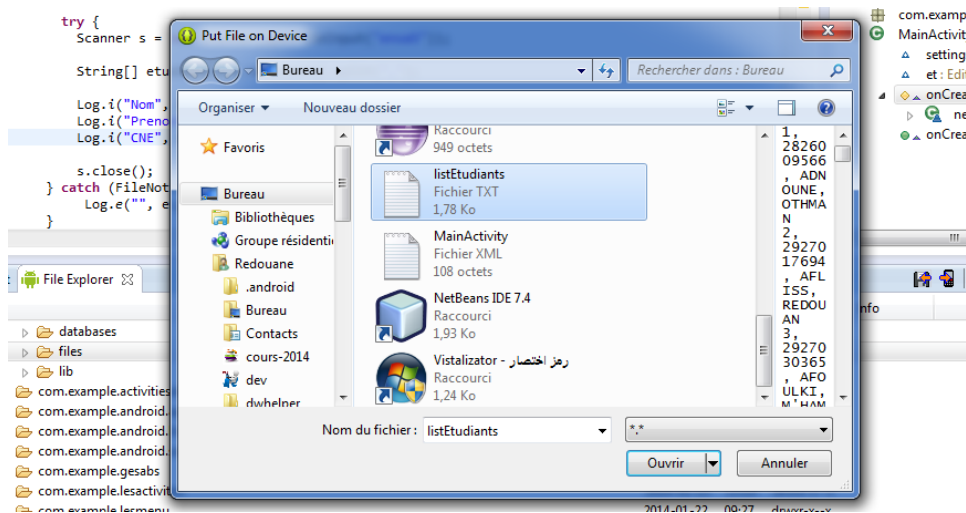 try {
Scanner s =
String[] etu
Log.i("Nom",
Log.i("Preno
Log.i("CNE",
s.close();
} catch (FileNot
Log.e("", e
}
Put File on Device
Bureau
Rechercher dans : Bureau
Organiser
Nouveau dossier
Favoris
Bureau
Bibliothèques
Groupe résidenti
Redouane
.android
Bureau
Contacts
cours-2014
dev
dwhelper
Raccourci
949 octets
listEtudiants
Fichier TXT
1,78 Ko
MainActivity
Fichier XML
108 octets
NetBeans IDE 7.4
Raccourci
1,93 Ko
Vistalizator - رمز اختصار
Raccourci
1,24 Ko
1,
28260
09566
, ADN
OUNE,
OTHMA
N
2,
29270
17694
, AFL
ISS,
REDOU
AN
3,
29270
30365
, AFO
ULKI,
M'HAM
Nom du fichier :
listEtudiants
*.*
Ouvrir
Annuler
com.examp
MainActivit
setting
et : Edi
onCrea
ne
onCrea
File Explorer
nfo
databases
files
lib
com.example.activities
com.example.android.
com.example.android.
com.example.android.
com.example.gesabs
com.example.lesactivit
com.example.lesmenu
2014-01-22 09:27 drwxr-x--x